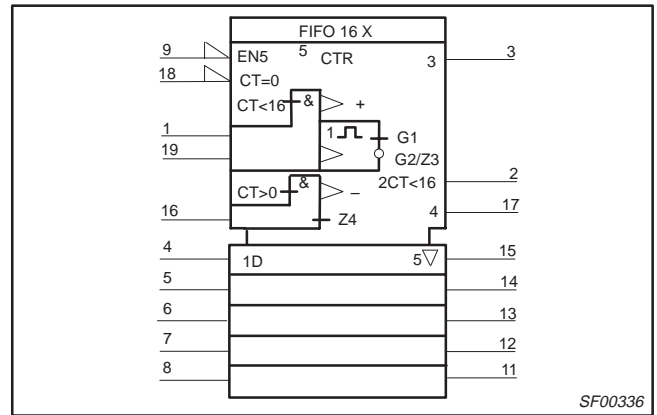 FIFO 16 X
9 EN5 5 CTR 3 3
18 CT=0
CT<16 & +
1 1 G1
19 G2/Z3
2CT<16 2
CT>0 & –
16 Z4 4 17
4 1D 5 15
5 14
6 13
7 12
8 11
SF00336